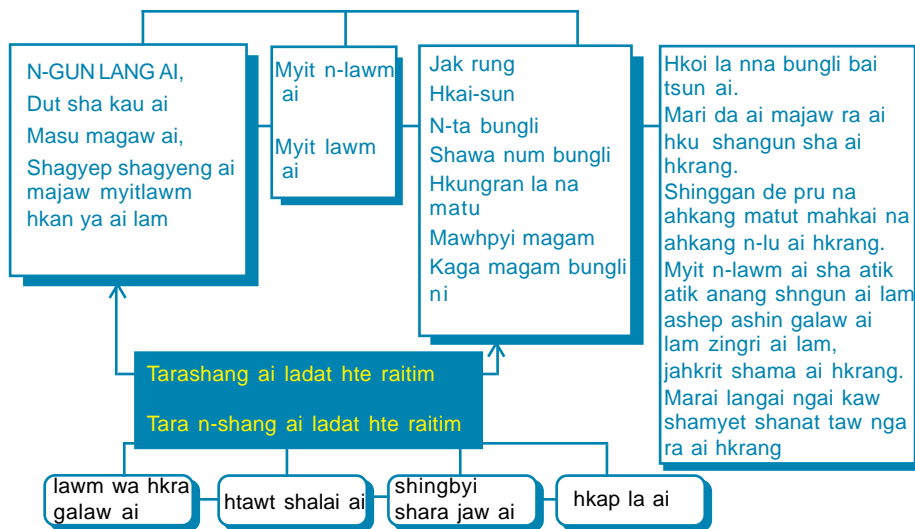 N-GUN LANG AI,
Dut sha kau ai
Masu magaw ai,
Shagyep shagyeng ai
majaw myitlawm
hkan ya ai lam
Myit n-lawm
ai
Myit lawm
ai
Jak rung
Hkai-sun
N-ta bungli
Shawa num bungli
Hkungran la na
matu
Mawhpyi magam
Kaga magam bungli
ni
Hkoi la nna bungli bai
tsun ai.
Mari da ai majaw ra ai
hku shangun sha ai
hkrang.
Shinggan de pru na
ahkang matut mahkai na
ahkang n-lu ai hkrang.
Myit n-lawm ai sha atik
atik anang shngun ai lam
ashep ashin galaw ai
lam zingri ai lam,
jahkrit shama ai hkrang.
Marai langai ngai kaw
shamyet shanat taw nga
ra ai hkrang
Tarashang ai ladat hte raitim
Tara n-shang ai ladat hte raitim
lawm wa hkra
galaw ai
htawt shalai ai
shingbyi
shara jaw ai
hkap la ai